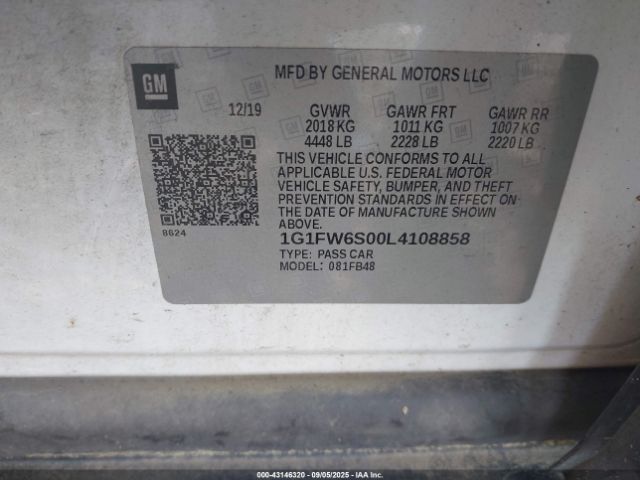 GM
MFD BY GENERAL MOTORS LLC
12/19 GVWR GAWR FRT GAWR RR
2018 KG 1011 KG 1007 KG
4448 LB 2228 LB 2220 LB
THIS VEHICLE CONFORMS TO ALL
APPLICABLE U.S. FEDERAL MOTOR
VEHICLE SAFETY, BUMPER, AND THEFT
PREVENTION STANDARDS IN EFFECT
ON THE DATE OF MANUFACTURE SHOWN
ABOVE.
8624
1G1FW6S00L4108858
TYPE: PASS CAR
MODEL: 081FB48
000-43146320 - 09/05/2025 - IAA